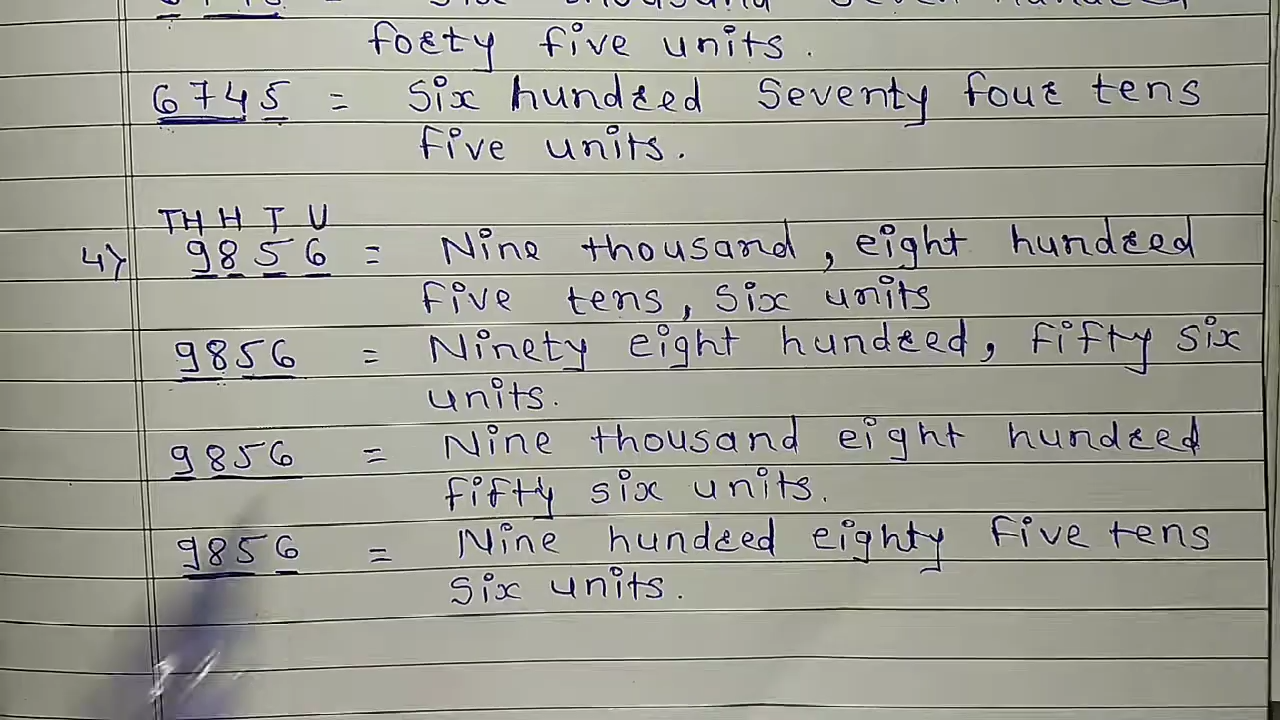 forty five units.
6745 = Six hundred Seventy four tens
five units.
TH H T U
4) 9856 = Nine thousand, eight hundred
five tens, six units
9856 = Ninety eight hundred, fifty six
units.
9856 = Nine thousand eight hundred
fifty six units.
9856 = Nine hundred eighty five tens
six units.